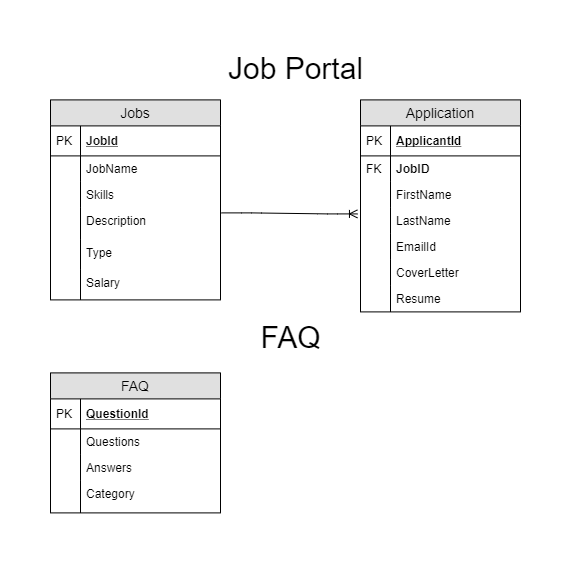 Job Portal
Jobs
PK JobId
JobName
Skills
Description
Type
Salary
Application
PK ApplicantId
FK JobID
FirstName
LastName
EmailId
CoverLetter
Resume
FAQ
FAQ
PK QuestionId
Questions
Answers
Category